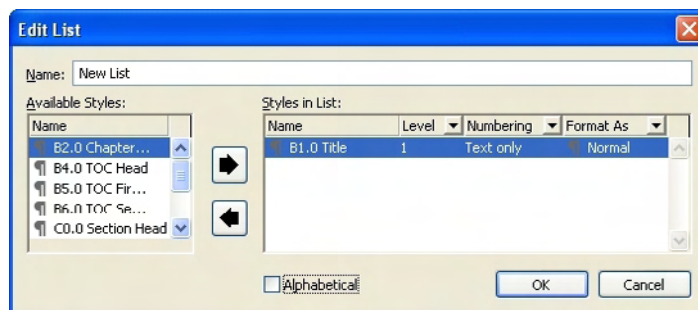 Edit List
Name: New List
Available Styles:
Name
B2.0 Chapter...
B4.0 TOC Head
B5.0 TOC Fir...
B6.0 TOC Se...
C0.0 Section Head
Styles in List:
Name Level Numbering Format As
B1.0 Title 1 Text only Normal
Alphabetical
OK Cancel